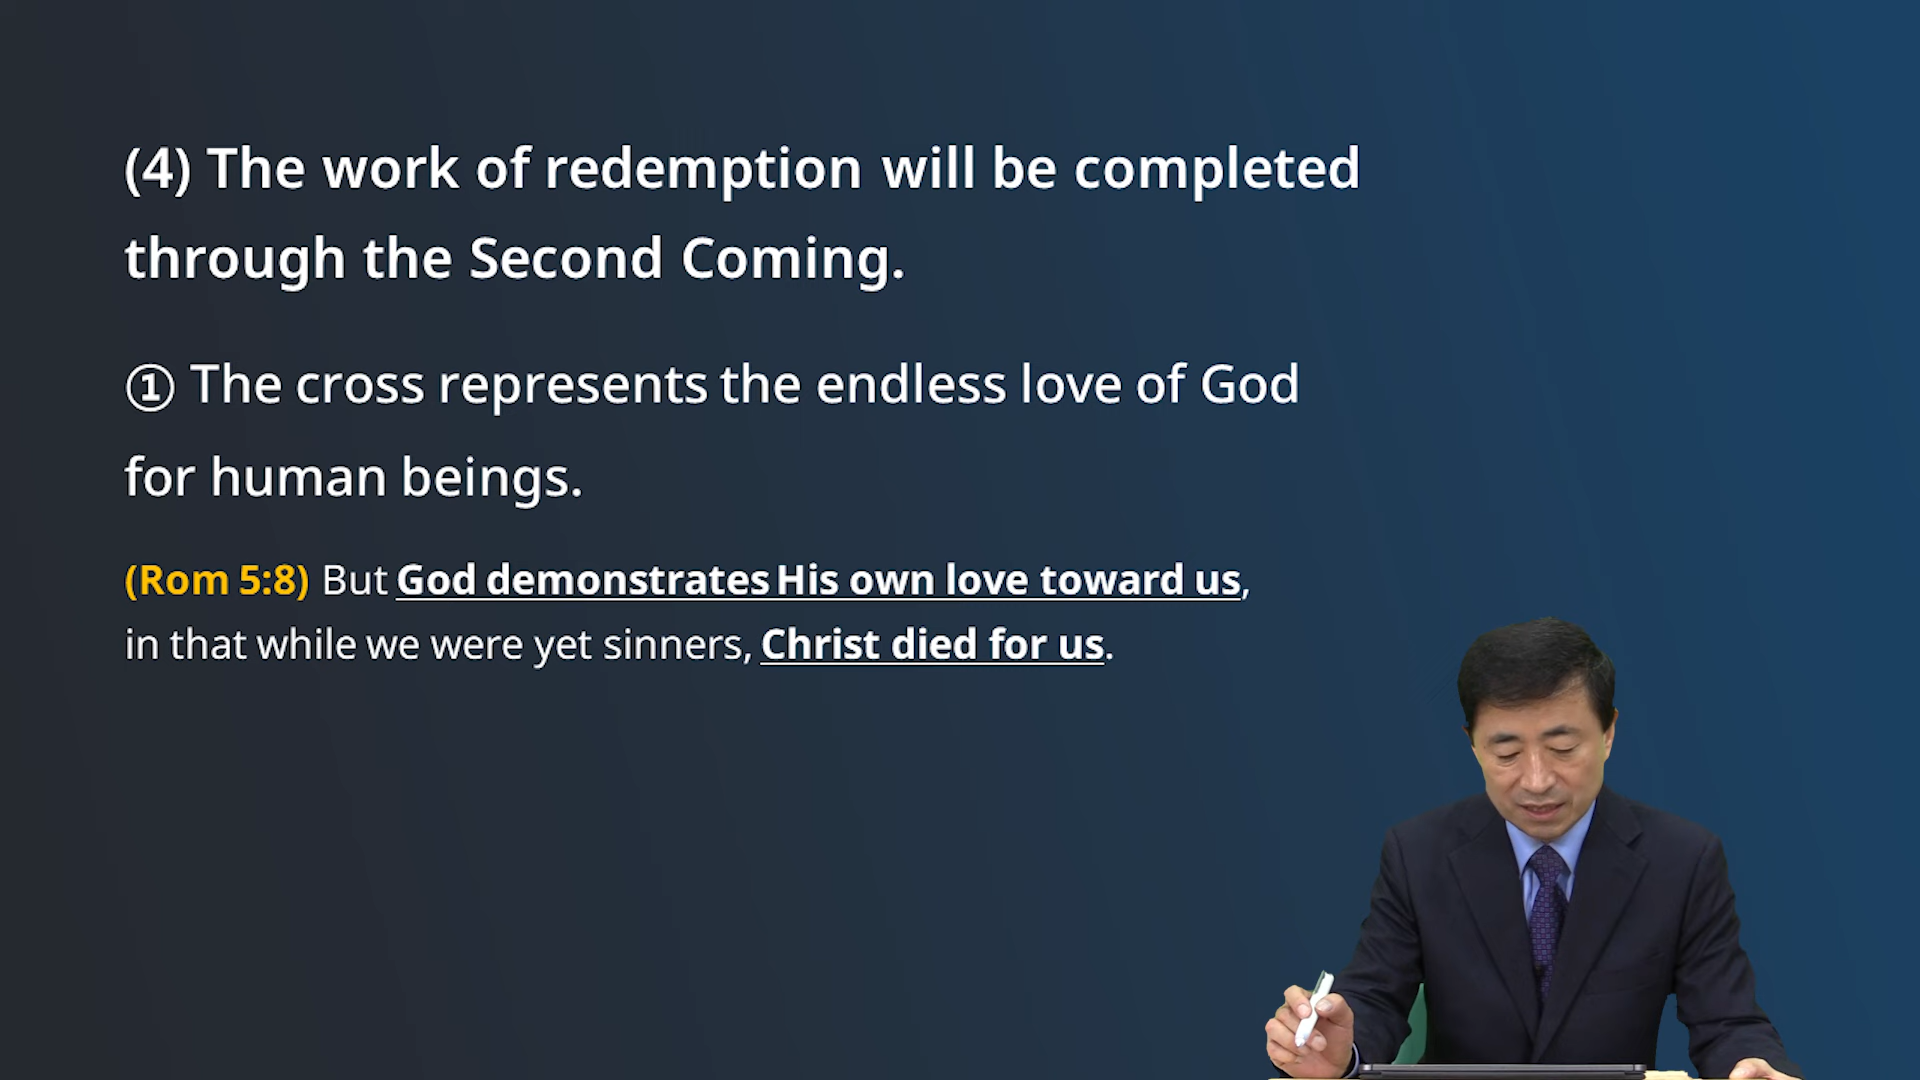 (4) The work of redemption will be completed
through the Second Coming.
① The cross represents the endless love of God
for human beings.
(Rom 5:8) But God demonstrates His own love toward us,
in that while we were yet sinners, Christ died for us.